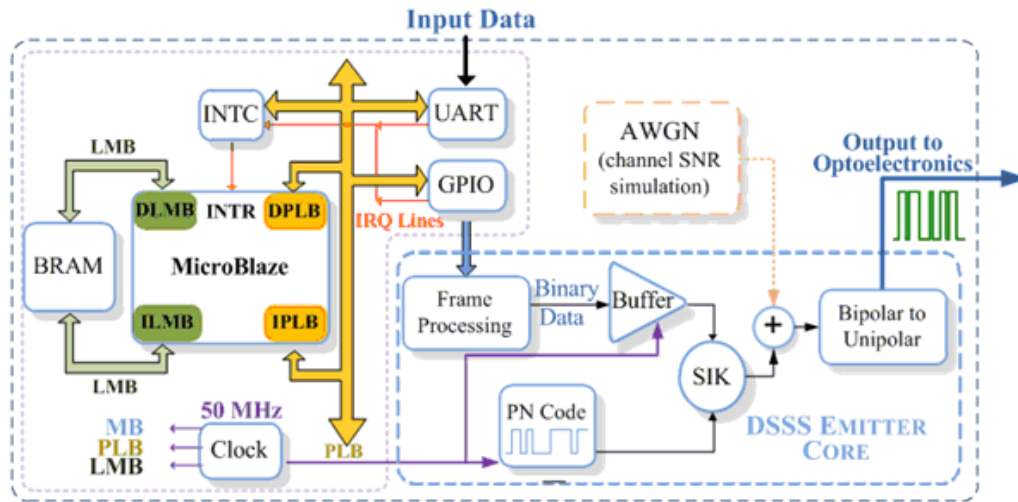 Input Data
INTC
UART
AWGN
(channel SNR
simulation)
Output to
Optoelectronics
LMB
GPIO
DLMB
INTR
DPLB
IRQ Lines
BRAM
MicroBlaze
ILMB
IPLB
LMB
Frame
Processing
Binary
Data
Buffer
+
Bipolar to
Unipolar
SIK
50 MHz
MB
PLB
LMB
Clock
PLB
PN Code
DSSS EMITTER
CORE